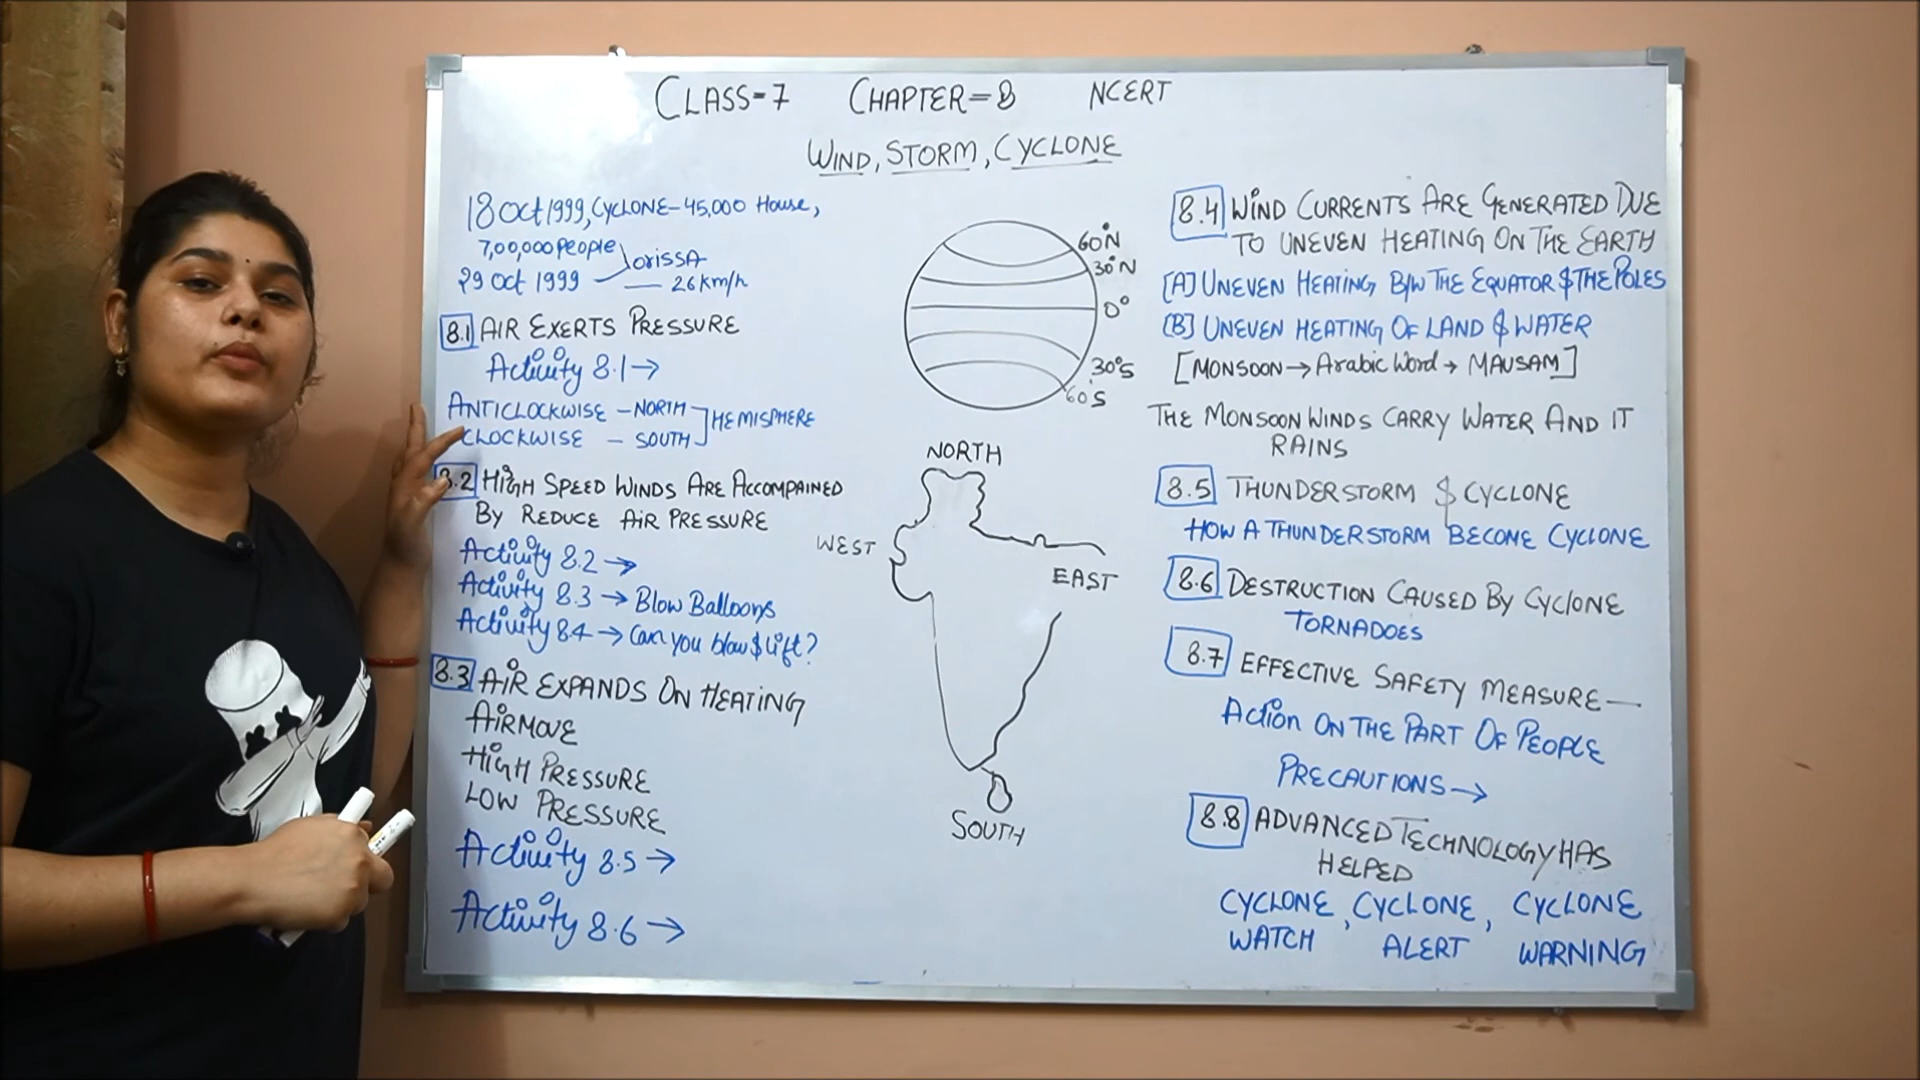 CLASS-7 CHAPTER-8 NCERT
WIND, STORM, CYCLONE
18 Oct 1999, CYCLONE - 45,000 House,
7,00,000 People
ORISSA
29 Oct 1999 — 26 km/h
8.1 AIR EXERTS PRESSURE
Activity 8.1 →
ANTICLOCKWISE - NORTH
CLOCKWISE - SOUTH
HEMISPHERE
8.2 HIGH SPEED WINDS ARE ACCOMPAINED
BY REDUCE AIR PRESSURE
Activity 8.2 →
Activity 8.3 → Blow Balloons
Activity 8.4 → Can you blow & lift?
8.3 AIR EXPANDS ON HEATING
AIRMOVE
HIGH PRESSURE
LOW PRESSURE
Activity 8.5 →
Activity 8.6 →
60°N
30°N
0°
30°S
60°S
NORTH
WEST
EAST
SOUTH
8.4 WIND CURRENTS ARE GENERATED DUE
TO UNEVEN HEATING ON THE EARTH
[A] UNEVEN HEATING B/W THE EQUATOR & THE POLES
[B] UNEVEN HEATING OF LAND & WATER
[MONSOON → Arabic Word → MAUSAM]
THE MONSOON WINDS CARRY WATER AND IT
RAINS
8.5 THUNDERSTORM & CYCLONE
HOW A THUNDERSTORM BECOME CYCLONE
8.6 DESTRUCTION CAUSED BY CYCLONE
TORNADOES
8.7 EFFECTIVE SAFETY MEASURE —
Action ON THE PART OF PEOPLE
PRECAUTIONS →
8.8 ADVANCED TECHNOLOGY HAS
HELPED
CYCLONE, CYCLONE, CYCLONE
WATCH ALERT WARNING